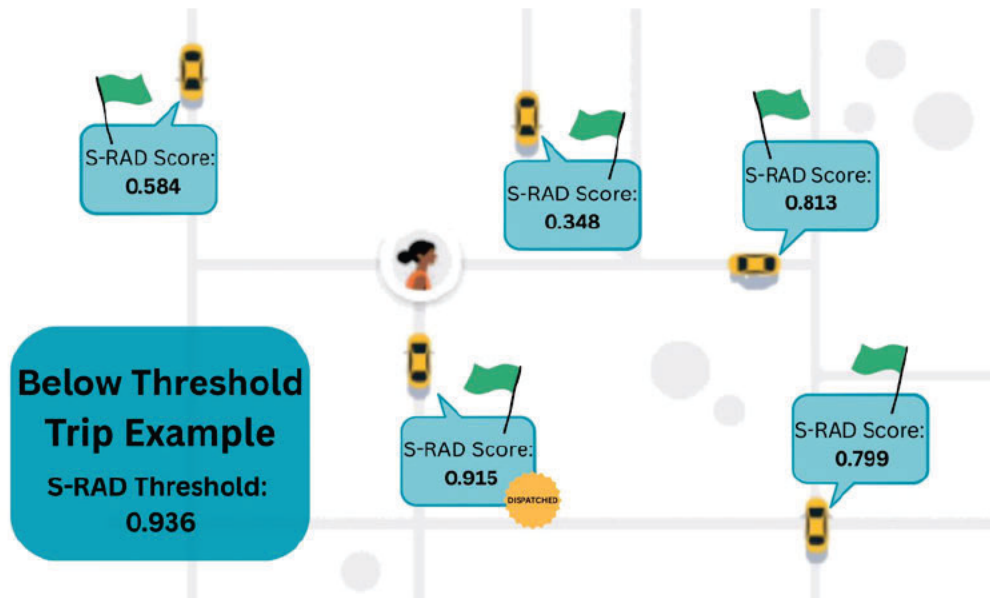 S-RAD Score:
0.584
S-RAD Score:
0.348
S-RAD Score:
0.813
Below Threshold
Trip Example
S-RAD Threshold:
0.936
S-RAD Score:
0.915
DISPATCHED
S-RAD Score:
0.799